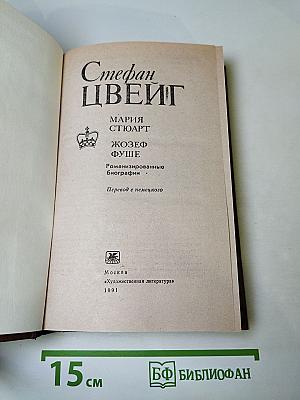 Стефан
ЦВЕЙГ
МАРИЯ
СТЮАРТ
ЖОЗЕФ
ФУШЕ
Романизированные
биографии
Перевод с немецкого
Москва
«Художественная литература»
1991
15 см
БФ БИБЛИОФАН